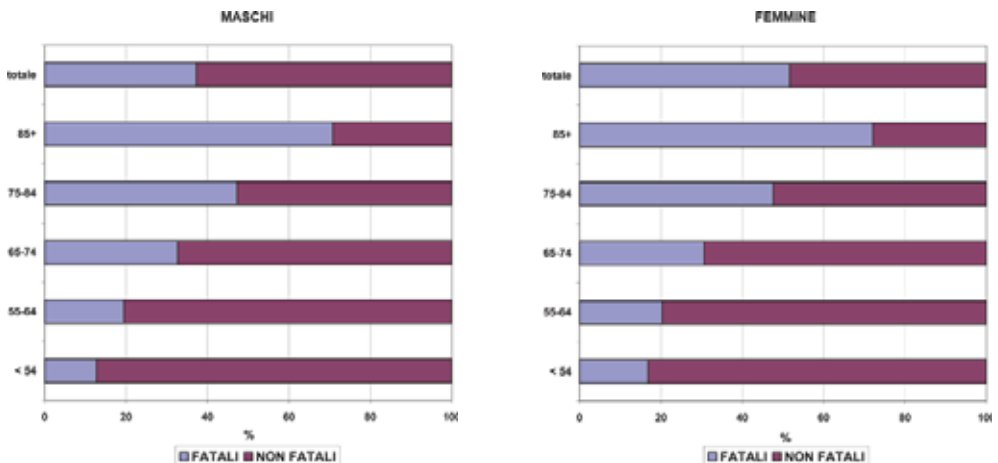 MASCHI
totale
85+
75-84
65-74
55-64
< 54
0 20 40 60 80 100
%
FATALI NON FATALI
FEMMINE
totale
85+
75-84
65-74
55-64
< 54
0 20 40 60 80 100
%
FATALI NON FATALI